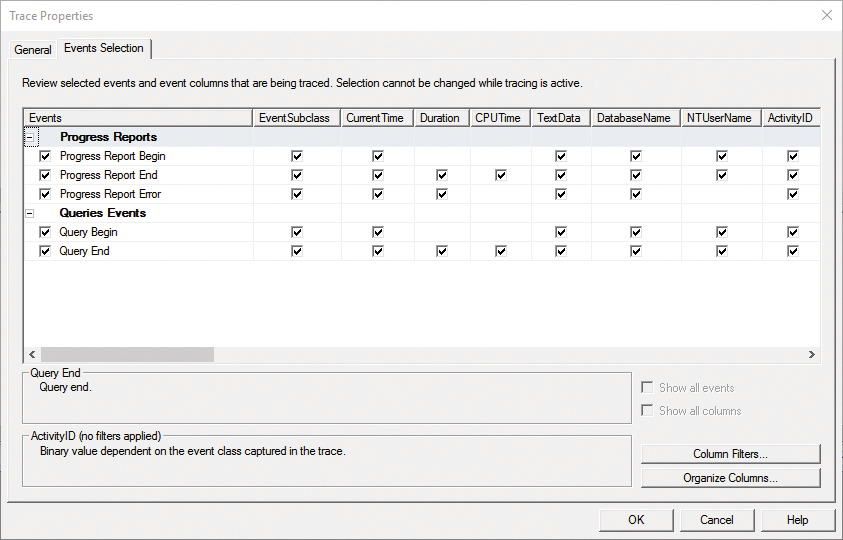 Trace Properties
General Events Selection
Review selected events and event columns that are being traced. Selection cannot be changed while tracing is active.
Events EventSubclass CurrentTime Duration CPUTime TextData DatabaseName NTUserName ActivityID
Progress Reports
Progress Report Begin
Progress Report End
Progress Report Error
Queries Events
Query Begin
Query End
Query End
Query end.
Show all events
Show all columns
ActivityID (no filters applied)
Binary value dependent on the event class captured in the trace.
Column Filters...
Organize Columns...
OK Cancel Help